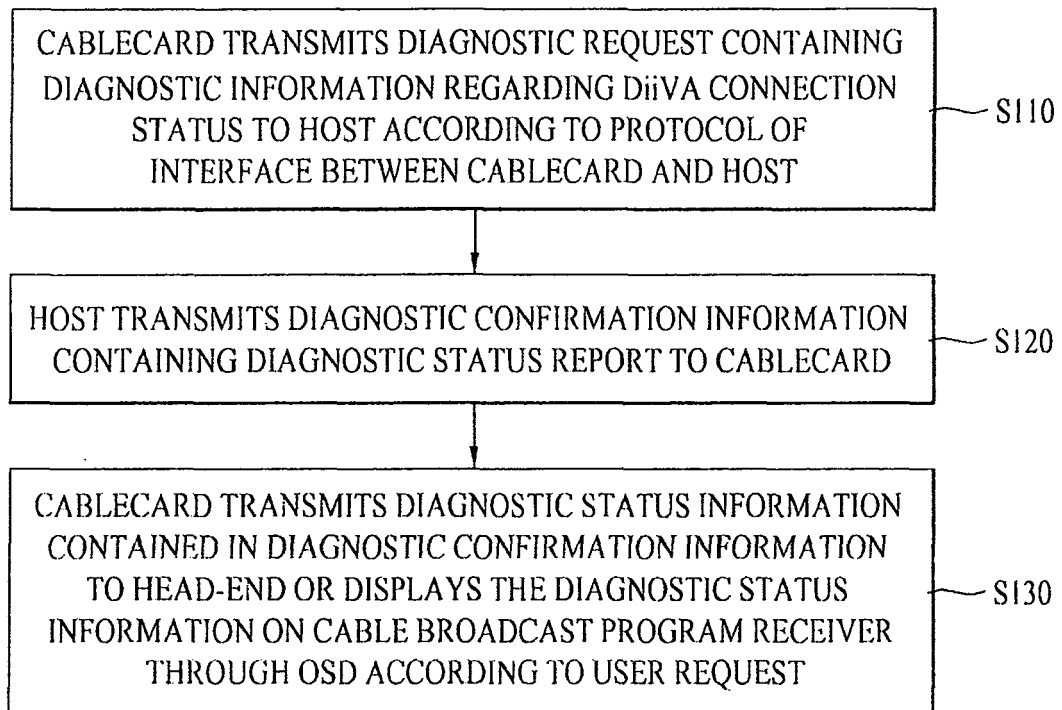 CABLECARD TRANSMITS DIAGNOSTIC REQUEST CONTAINING
DIAGNOSTIC INFORMATION REGARDING DiiVA CONNECTION
STATUS TO HOST ACCORDING TO PROTOCOL OF
INTERFACE BETWEEN CABLECARD AND HOST
S110
HOST TRANSMITS DIAGNOSTIC CONFIRMATION INFORMATION
CONTAINING DIAGNOSTIC STATUS REPORT TO CABLECARD
S120
CABLECARD TRANSMITS DIAGNOSTIC STATUS INFORMATION
CONTAINED IN DIAGNOSTIC CONFIRMATION INFORMATION
TO HEAD-END OR DISPLAYS THE DIAGNOSTIC STATUS
INFORMATION ON CABLE BROADCAST PROGRAM RECEIVER
THROUGH OSD ACCORDING TO USER REQUEST
S130